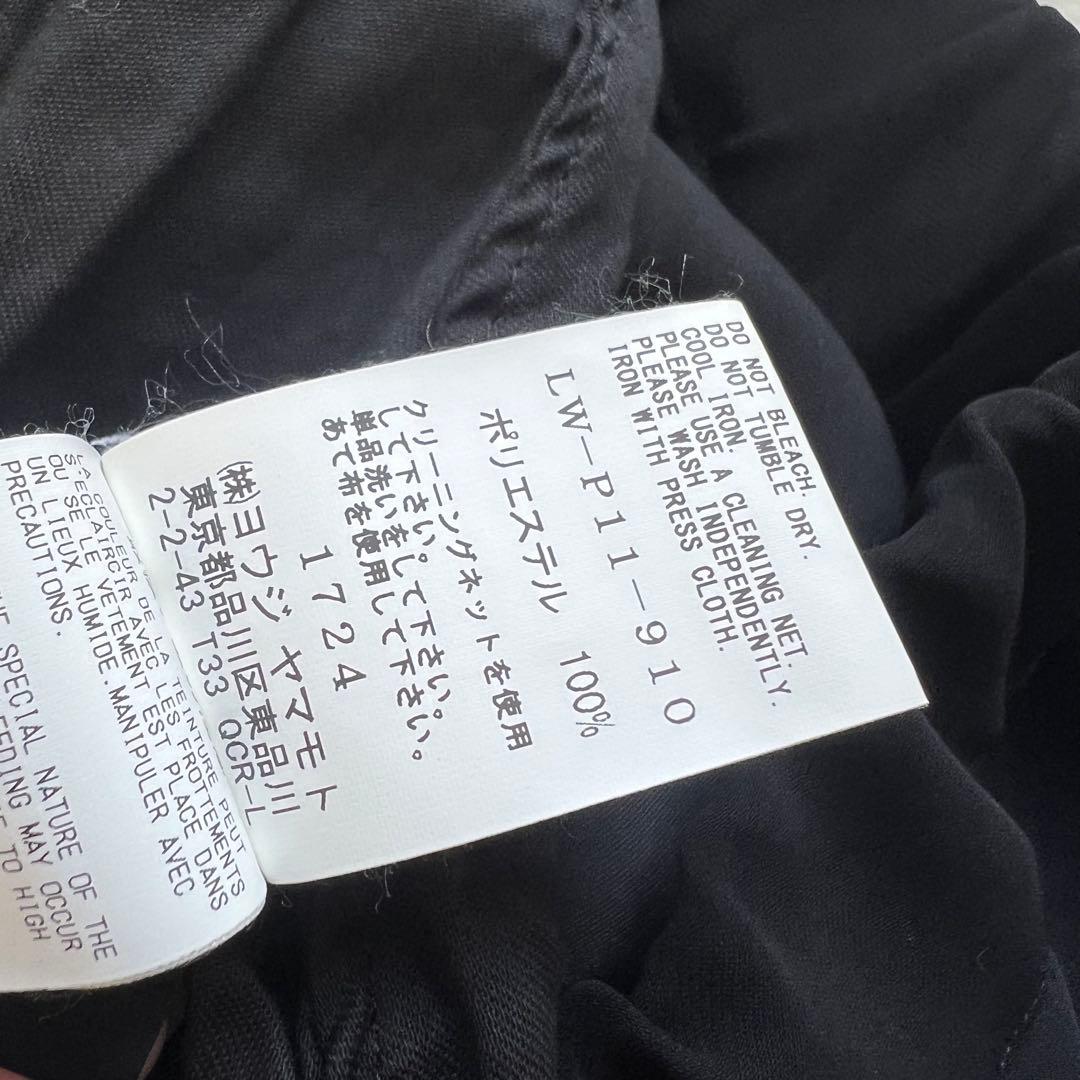 DO NOT BLEACH.
DO NOT TUMBLE DRY.
COOL IRON.
PLEASE USE A CLEANING NET.
PLEASE WASH INDEPENDENTLY.
IRON WITH PRESS CLOTH.
LW-P11-910
ポリエステル 100%
クリーニングネットを使用
して下さい。
単品洗いをして下さい。
あて布を使用して下さい。
1724
(株)ヨウジ ヤマモト
東京都品川区東品川
2-2-43 T33 QCR-L
LA COULEUR DE LA TEINTURE PEUT
S'ECLAIRCIR AVEC LES FROTTEMENTS
OU SE LE VETEMENT EST PLACE DANS
UN LIEUX HUMIDE.MANIPULER AVEC
PRECAUTIONS.
SPECIAL NATURE OF THE
MAY OCCUR
TO HIGH